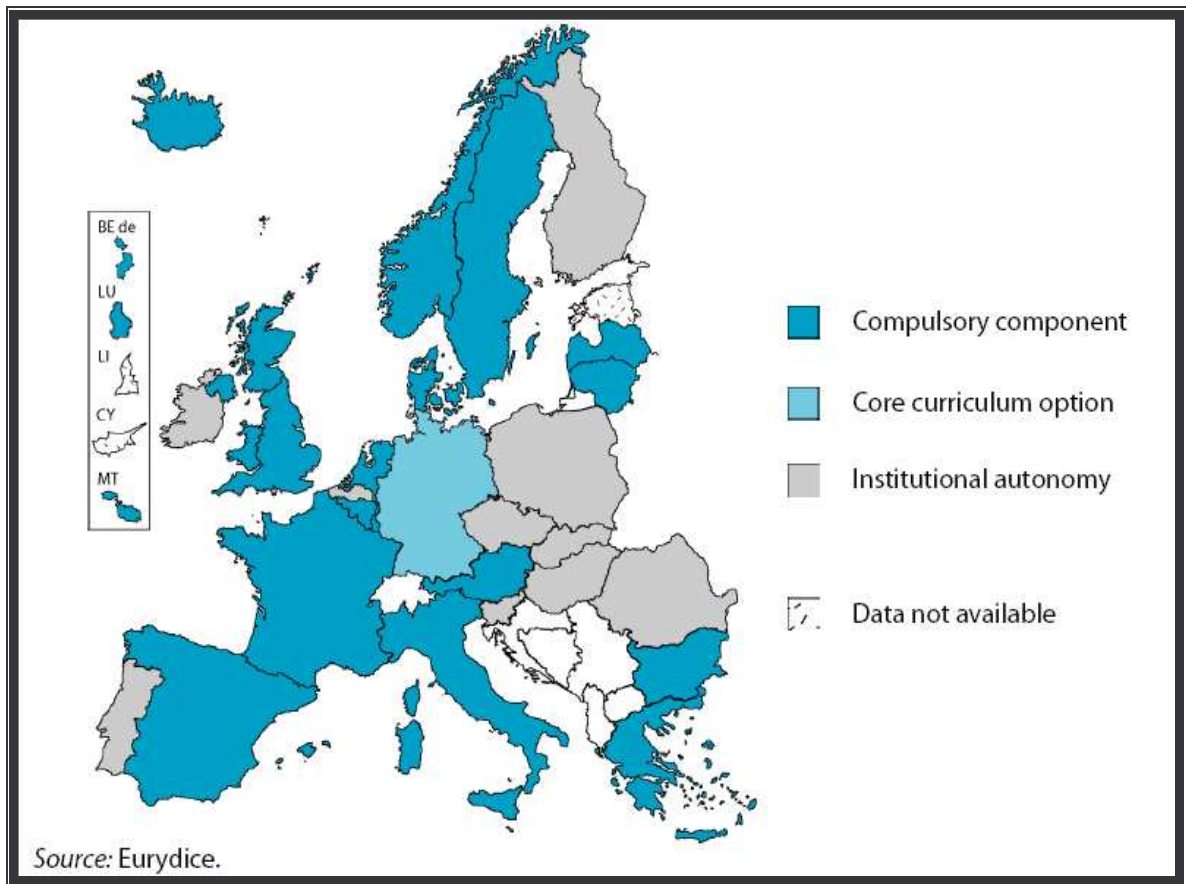 BE de
LU
LI
CY
MT
Compulsory component
Core curriculum option
Institutional autonomy
Data not available
Source: Eurydice.